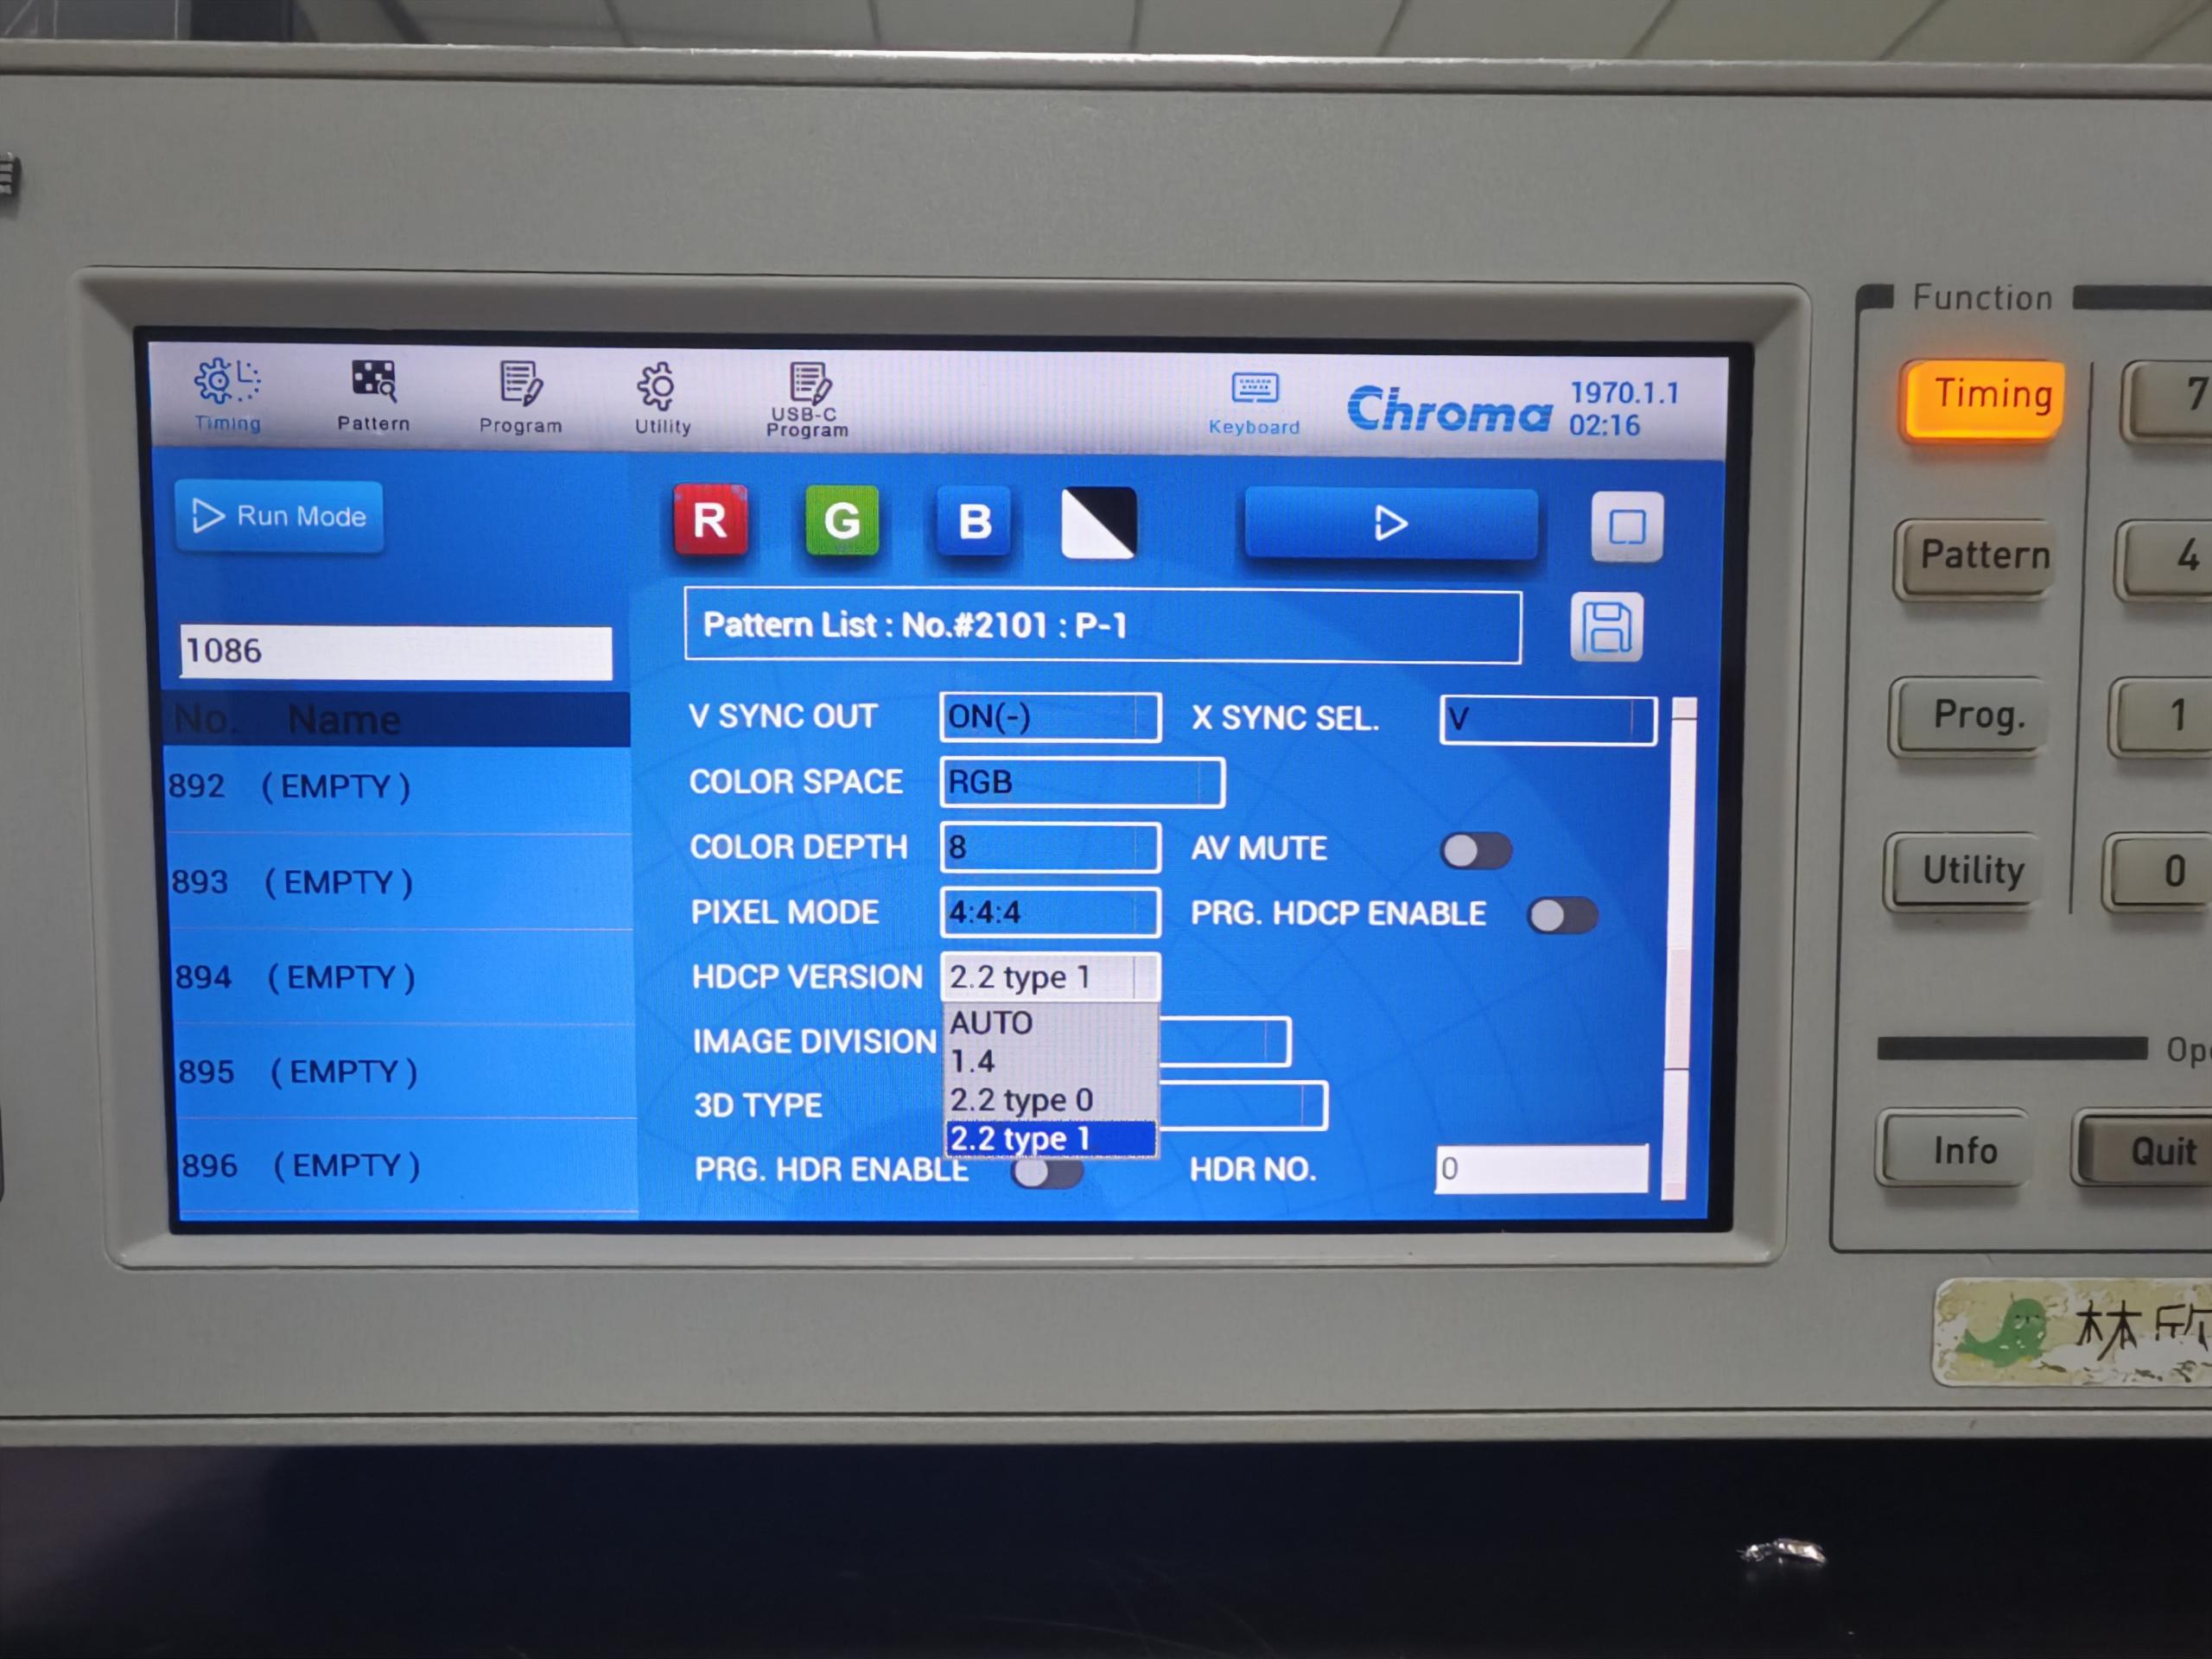 Function
Timing
Pattern
Program
Utility
USB-C
Program
Keyboard
Chroma
1970.1.1
02:16
Timing
7
Run Mode
R
G
B
Pattern
4
Pattern List : No.#2101 : P-1
1086
No. Name
V SYNC OUT ON(-) X SYNC SEL. V
Prog.
1
892 (EMPTY)
COLOR SPACE RGB
893 (EMPTY)
COLOR DEPTH 8 AV MUTE
Utility
0
PIXEL MODE 4:4:4 PRG. HDCP ENABLE
894 (EMPTY)
HDCP VERSION 2.2 type 1
AUTO
IMAGE DIVISION
1.4
895 (EMPTY)
3D TYPE
2.2 type 0
2.2 type 1
896 (EMPTY)
PRG. HDR ENABLE HDR NO. 0
Info
Quit
林欣